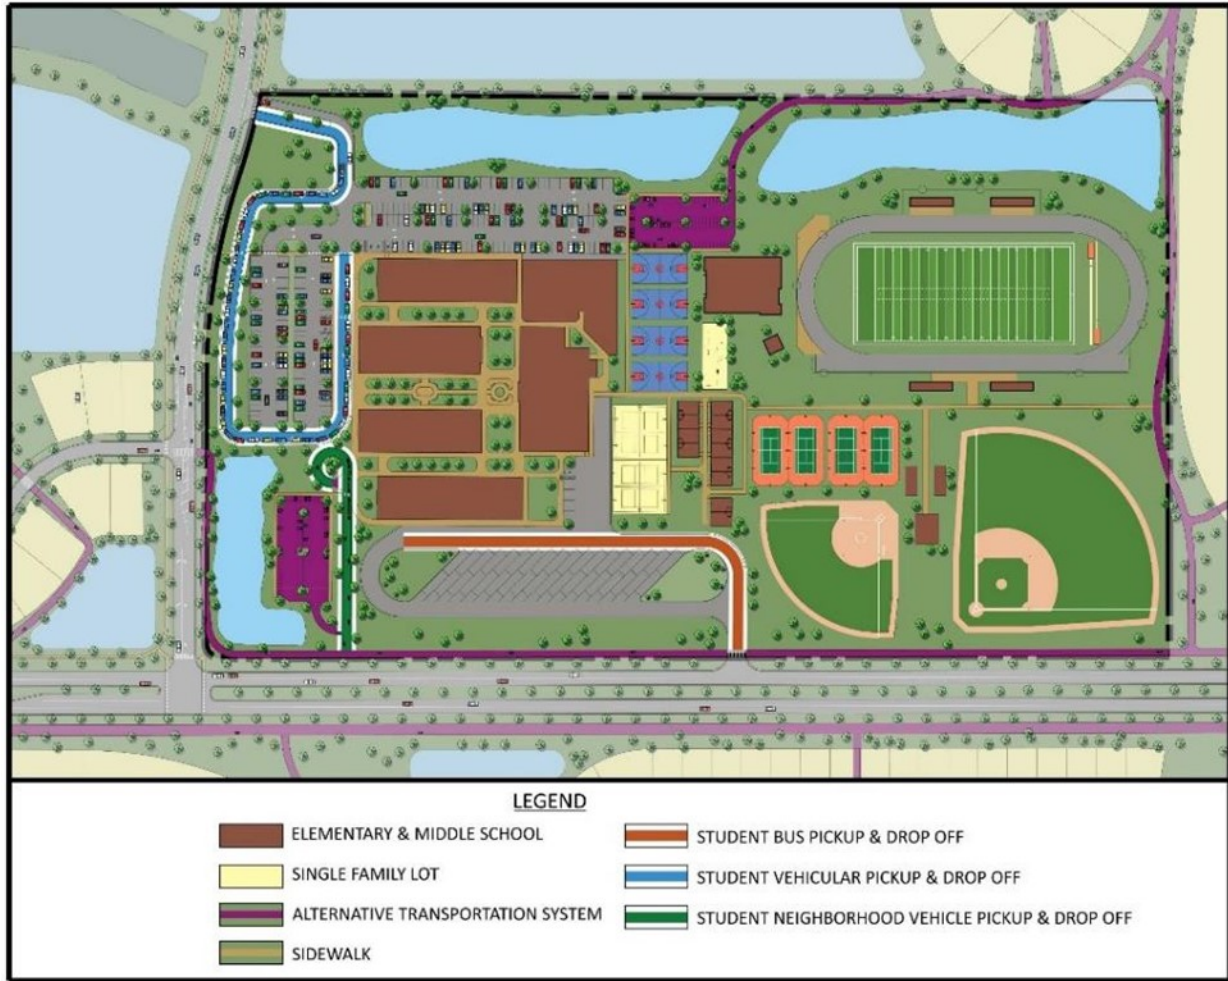 LEGEND
ELEMENTARY & MIDDLE SCHOOL
SINGLE FAMILY LOT
ALTERNATIVE TRANSPORTATION SYSTEM
SIDEWALK
STUDENT BUS PICKUP & DROP OFF
STUDENT VEHICULAR PICKUP & DROP OFF
STUDENT NEIGHBORHOOD VEHICLE PICKUP & DROP OFF